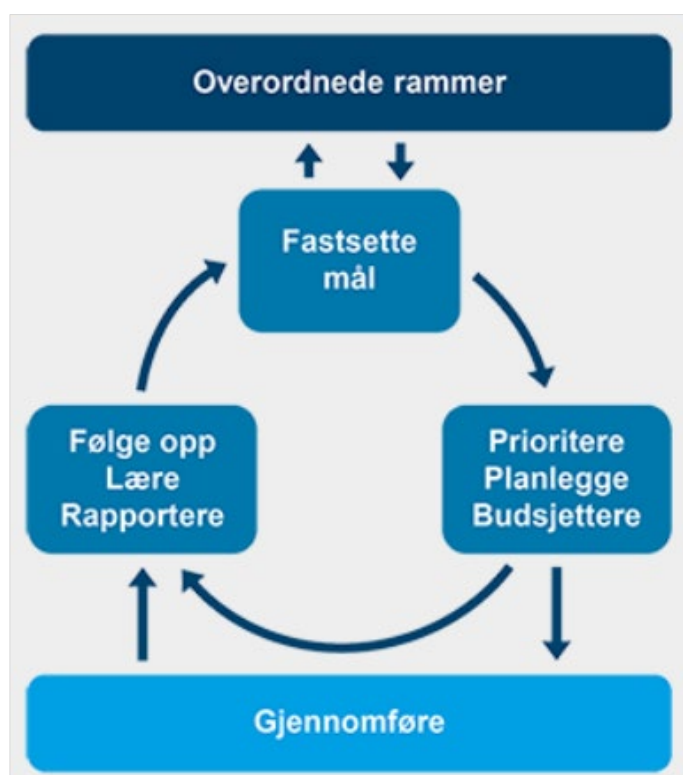 Overordnede rammer
Fastsette
mål
Følge opp
Lære
Rapportere
Prioritere
Planlegge
Budsjettere
Gjennomføre